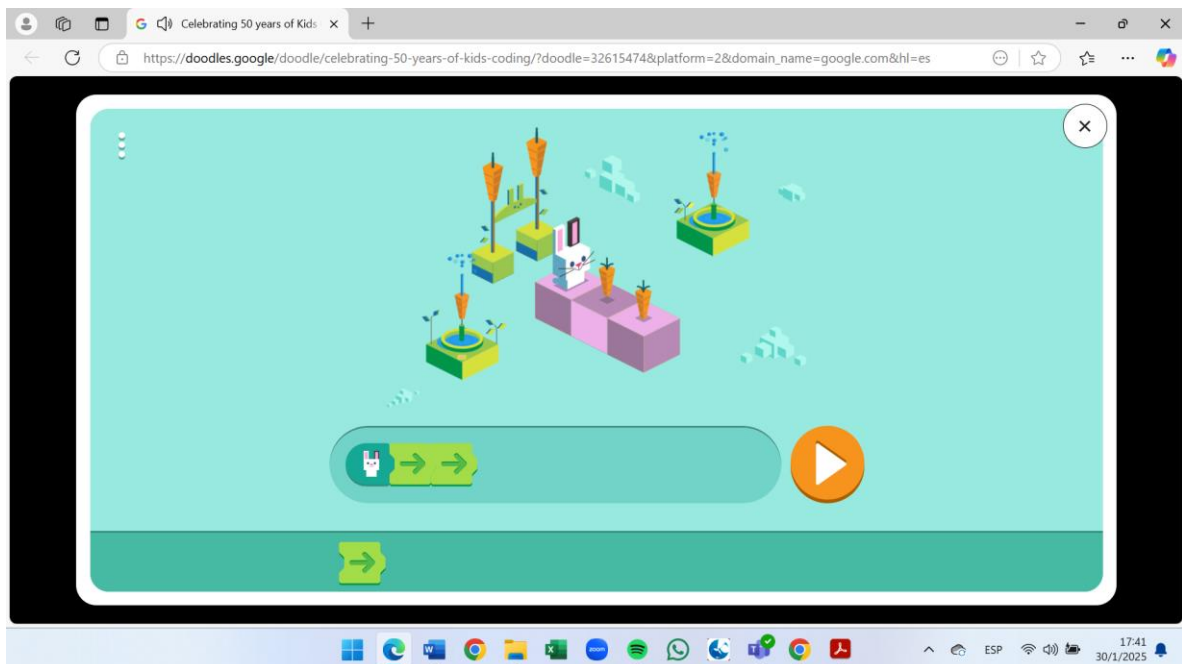 Celebrating 50 years of Kids
https://doodles.google/doodle/celebrating-50-years-of-kids-coding/?doodle=32615474&platform=2&domain_name=google.com&hl=es
zoom
ESP
17:41
30/1/2025